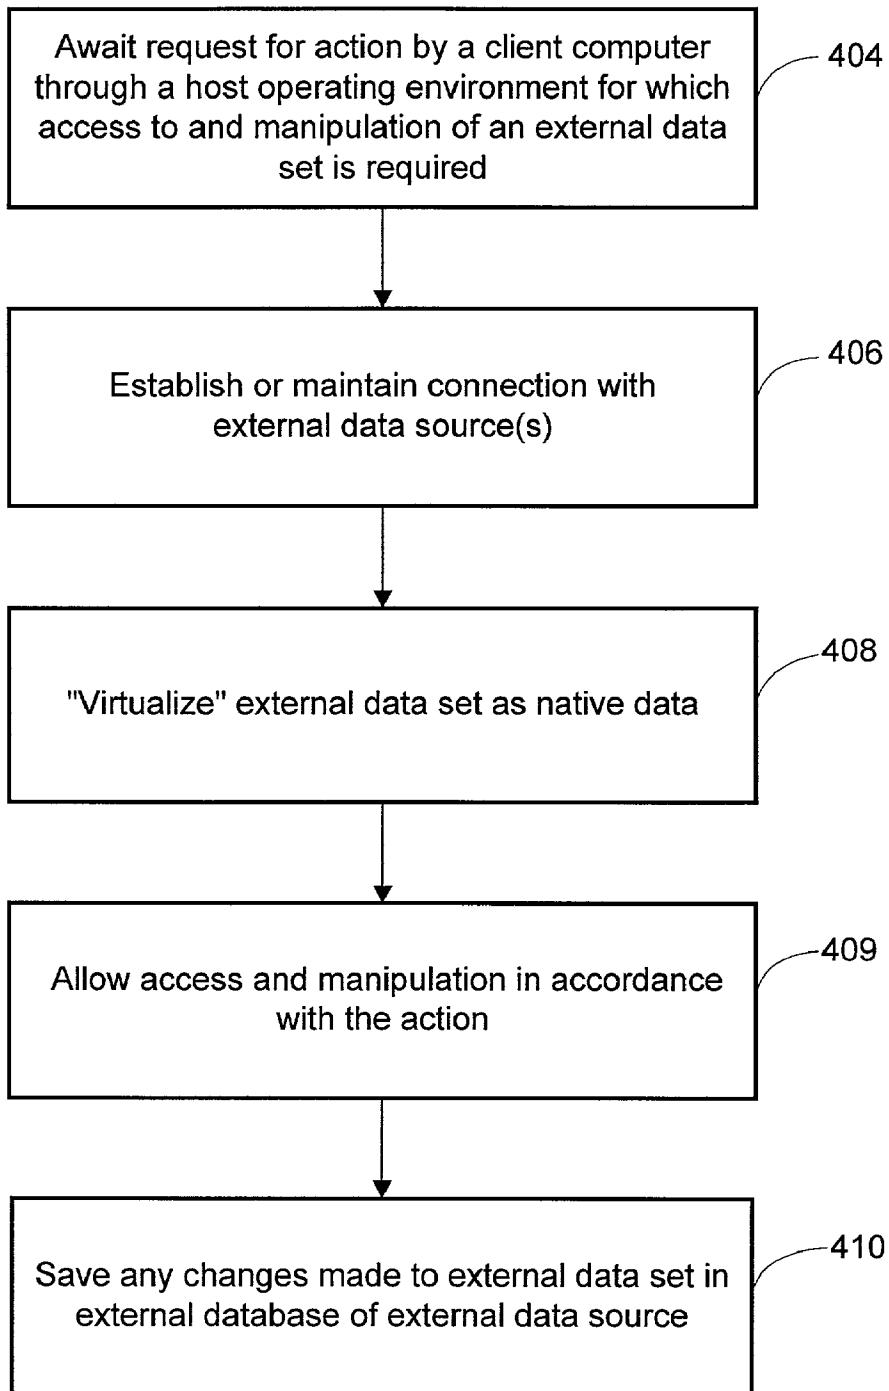 Await request for action by a client computer
through a host operating environment for which
access to and manipulation of an external data
set is required
404
Establish or maintain connection with
external data source(s)
406
"Virtualize" external data set as native data
408
Allow access and manipulation in accordance
with the action
409
Save any changes made to external data set in
external database of external data source
410